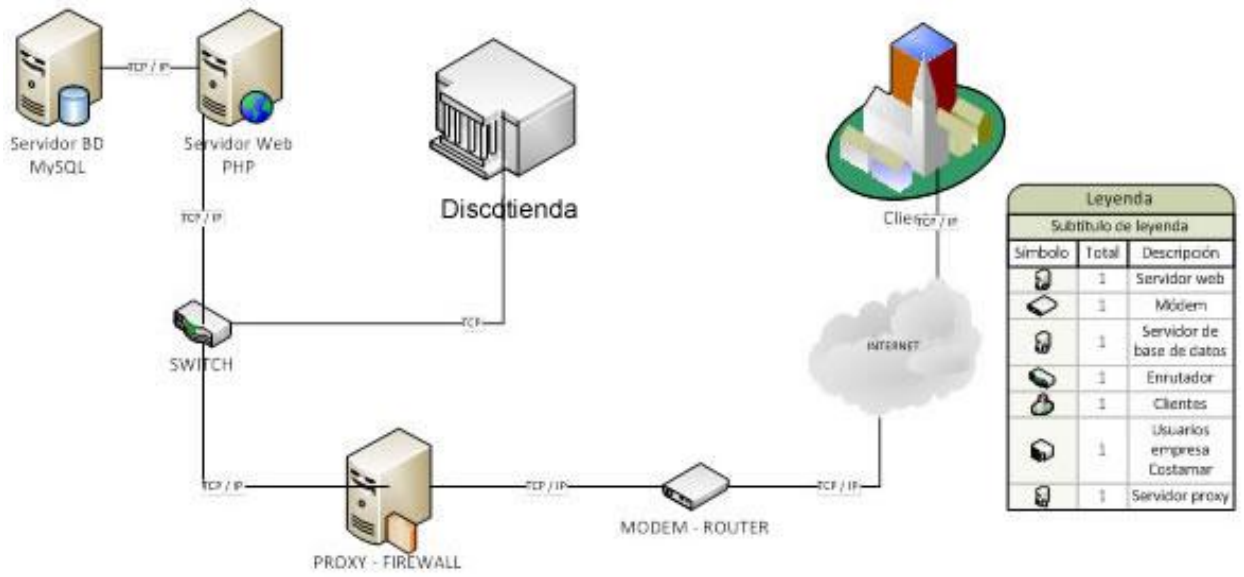 TCP / IP
Servidor BD
MySQL
Servidor Web
PHP
Discotienda
TCP / IP
TCP / IP
Leyenda
Subtítulo de leyenda
Símbolo Total Descripción
1 Servidor web
1 Módem
1 Servidor de
base de datos
1 Enrutador
1 Clientes
1 Usuarios
empresa
Costamar
1 Servidor proxy
TCP
INTERNET
SWITCH
TCP / IP
TCP / IP
TCP / IP
MODEM - ROUTER
PROXY - FIREWALL